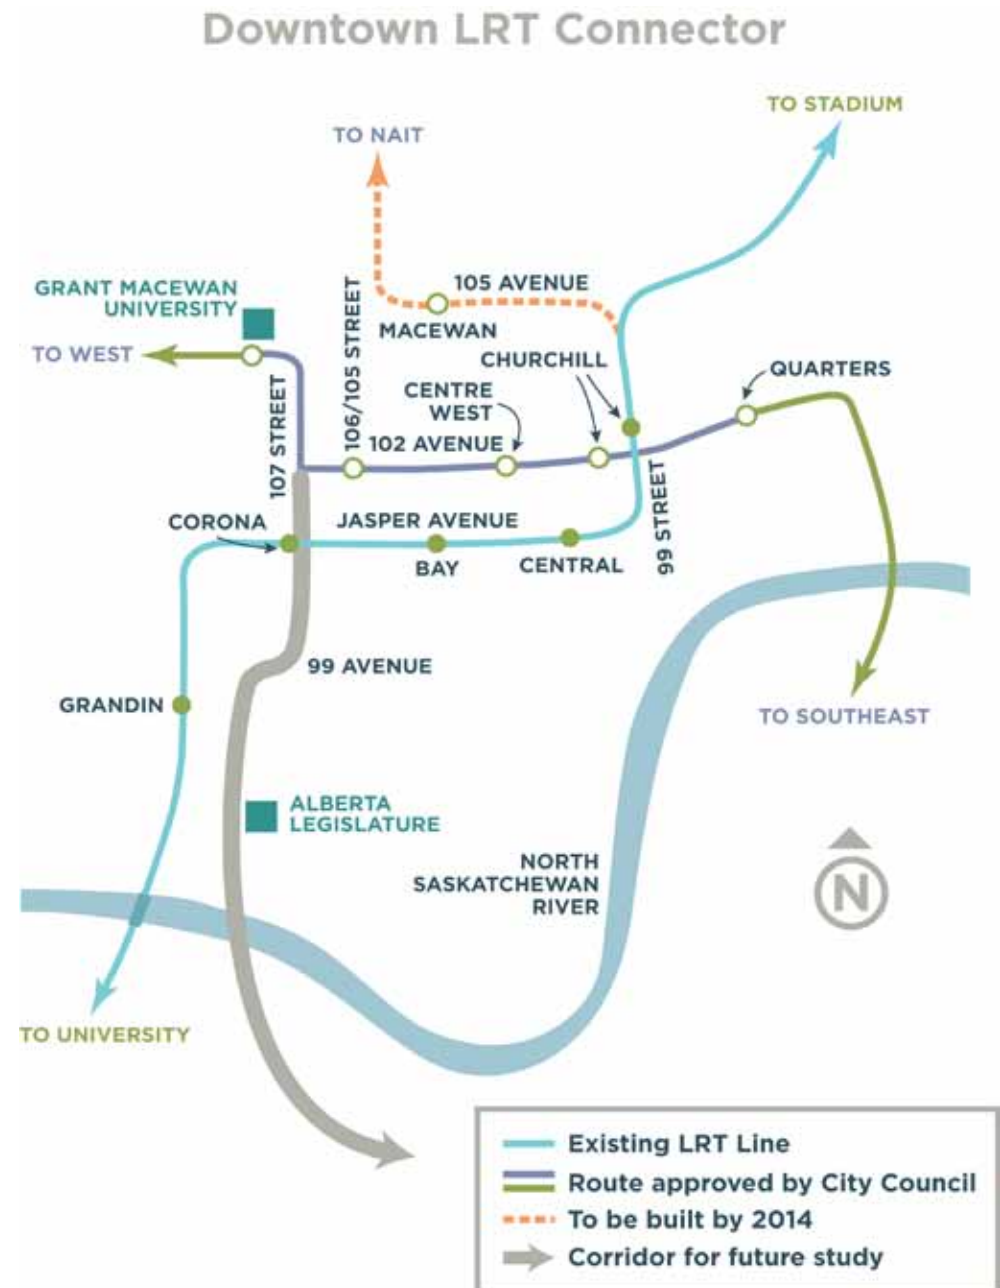 Downtown LRT Connector
TO STADIUM
TO NAIT
GRANT MACEWAN
UNIVERSITY
105 AVENUE
MACEWAN
TO WEST
106/105 STREET
107 STREET
CHURCHILL
QUARTERS
CENTRE
WEST
102 AVENUE
99 STREET
CORONA
JASPER AVENUE
BAY
CENTRAL
99 AVENUE
GRANDIN
TO SOUTHEAST
ALBERTA
LEGISLATURE
NORTH
SASKATCHEWAN
RIVER
N
TO UNIVERSITY
Existing LRT Line
Route approved by City Council
To be built by 2014
Corridor for future study